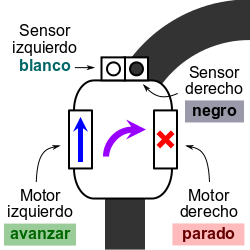 Sensor
izquierdo
blanco
Sensor
derecho
negro
Motor
izquierdo
avanzar
Motor
derecho
parado